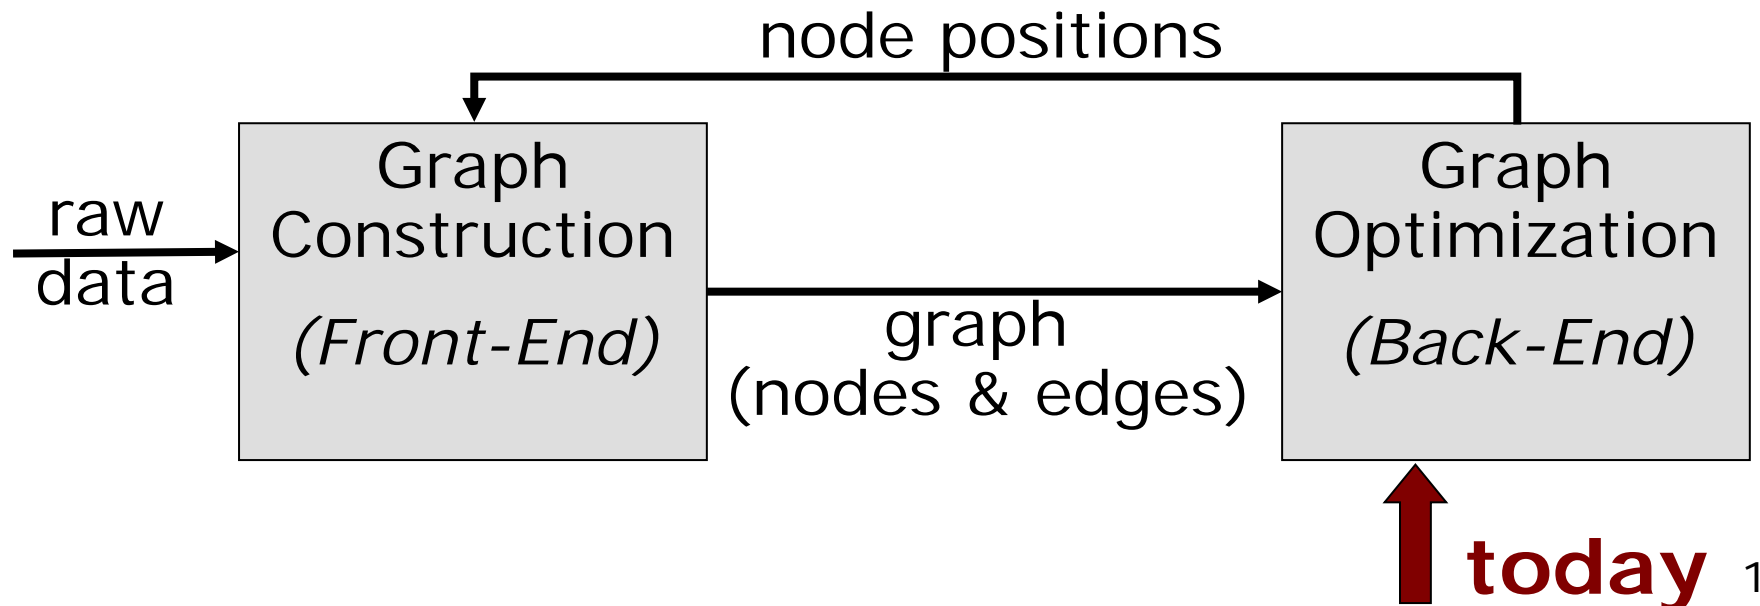 node positions
raw
data
Graph
Construction
(Front-End)
graph
(nodes & edges)
Graph
Optimization
(Back-End)
today
1